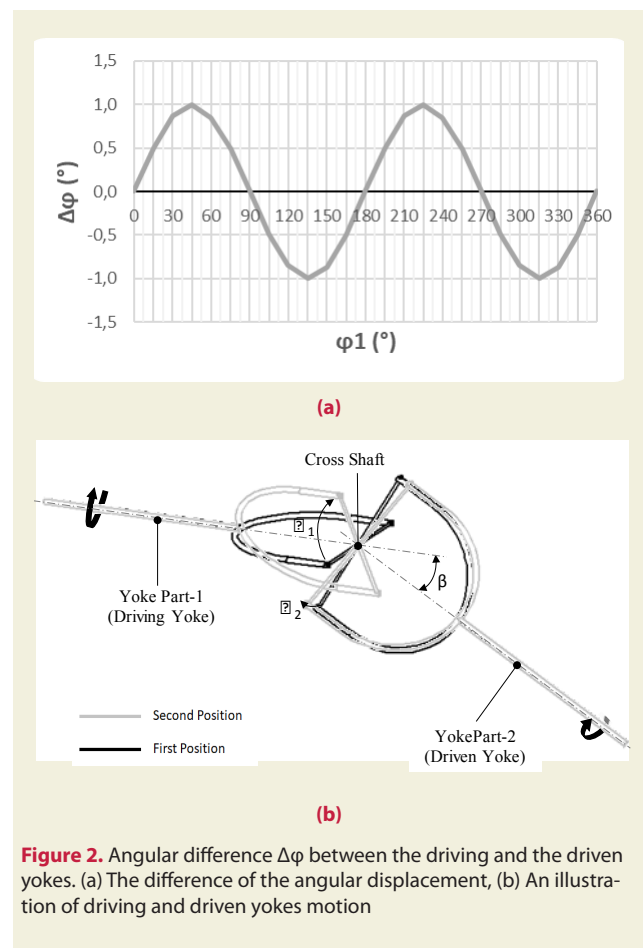 1,5
1,0
0,5
0,0
-0,5
-1,0
-1,5
Δφ (°)
0 30 60 90 120 150 180 210 240 270 300 330 360
φ1 (°)
(a)
Cross Shaft
1
β
Yoke Part-1
(Driving Yoke)
2
Second Position
First Position
YokePart-2
(Driven Yoke)
(b)
Figure 2. Angular difference Δφ between the driving and the driven
yokes. (a) The difference of the angular displacement, (b) An illustra-
tion of driving and driven yokes motion